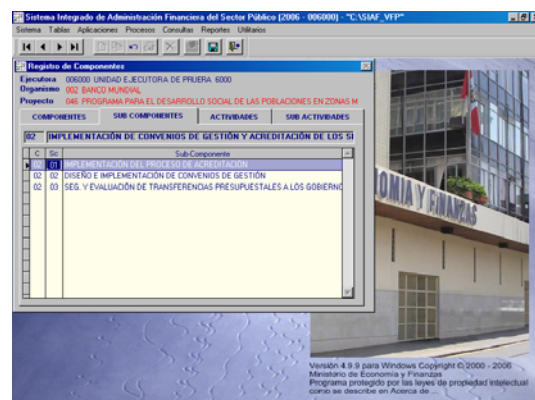 Sistema Integrado de Administración Financiera del Sector Público [2006 - 006000] - "C:\SIAF_VFP"
Sistema Tablas Aplicaciones Procesos Consultas Reportes Utilitarios
Registro de Componentes
Ejecutora 006000 UNIDAD EJECUTORA DE PRUEBA 6000
Organismo 002 BANCO MUNDIAL
Proyecto 046 PROGRAMA PARA EL DESARROLLO SOCIAL DE LAS POBLACIONES EN ZONAS M
COMPONENTES SUB COMPONENTES ACTIVIDADES SUB ACTIVIDADES
02 IMPLEMENTACIÓN DE CONVENIOS DE GESTIÓN Y ACREDITACIÓN DE LOS SI
C Sc Sub-Componente
02 01 IMPLEMENTACIÓN DEL PROCESO DE ACREDITACIÓN
02 02 DISEÑO E IMPLEMENTACIÓN DE CONVENIOS DE GESTIÓN
02 03 SEG. Y EVALUACIÓN DE TRANSFERENCIAS PRESUPUESTALES A LOS GOBIERNO
OMIA Y FINANZAS
Versión 4.9.9 para Windows Copyright © 2000 - 2006
Ministerio de Economía y Finanzas
Programa protegido por las leyes de propiedad intelectual
como se describe en Acerca de ...